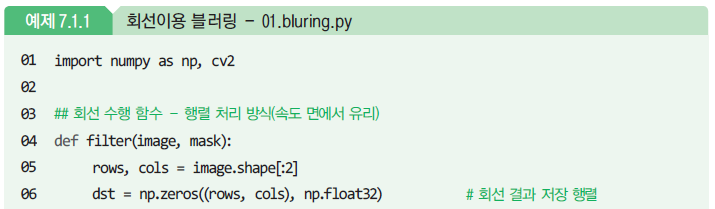 예제 7.1.1 회선이용 블러링 - 01.bluring.py
01 import numpy as np, cv2
02
03 ## 회선 수행 함수 - 행렬 처리 방식(속도 면에서 유리)
04 def filter(image, mask):
05 rows, cols = image.shape[:2]
06 dst = np.zeros((rows, cols), np.float32) # 회선 결과 저장 행렬